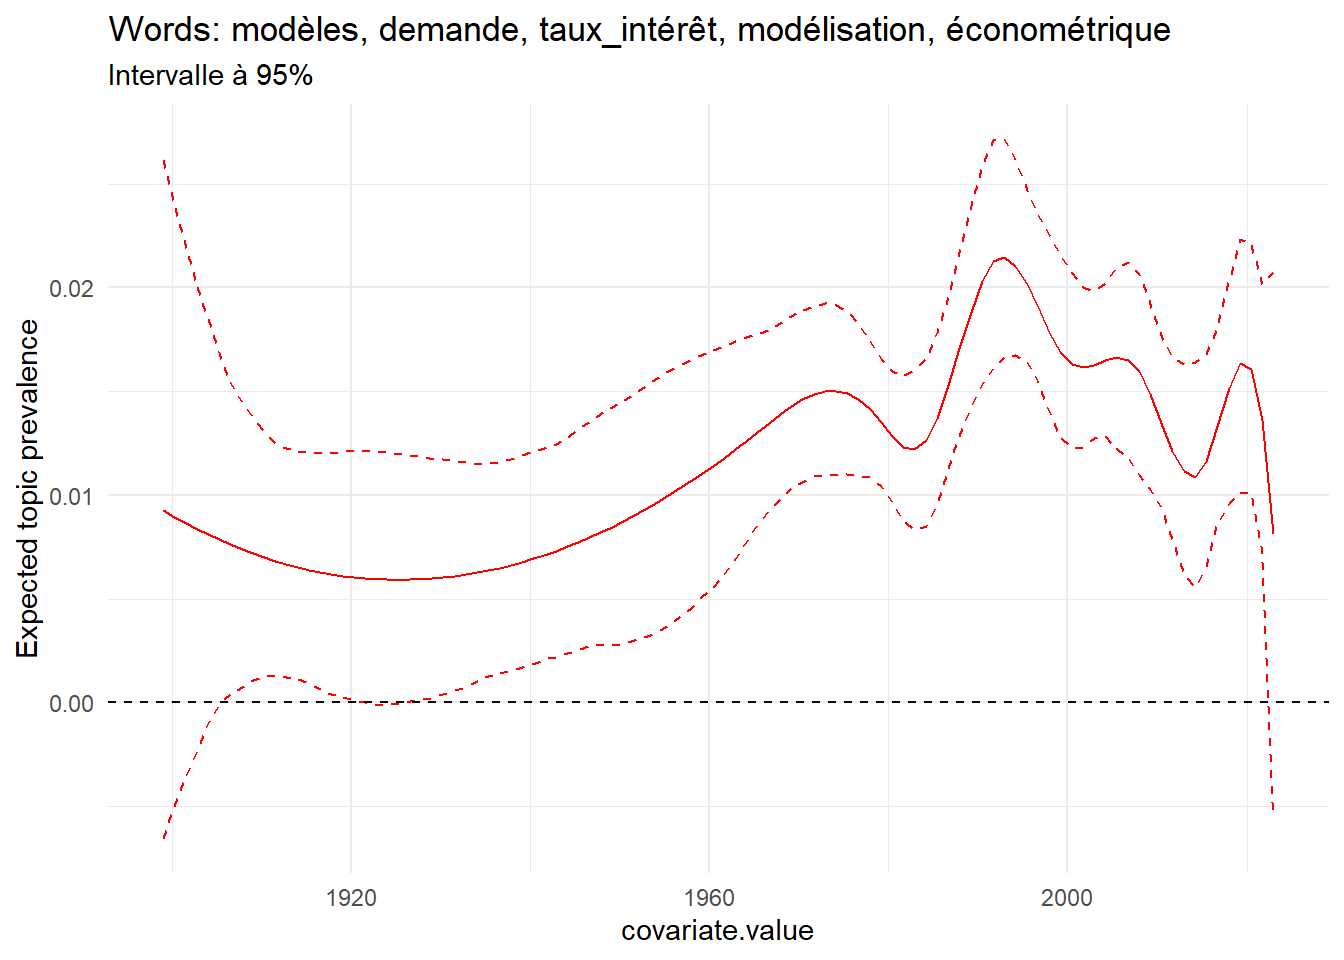 Words: modèles, demande, taux_intérêt, modélisation, économétrique
Intervalle à 95%
Expected topic prevalence
0.02
0.01
0.00
1920
1960
2000
covariate.value